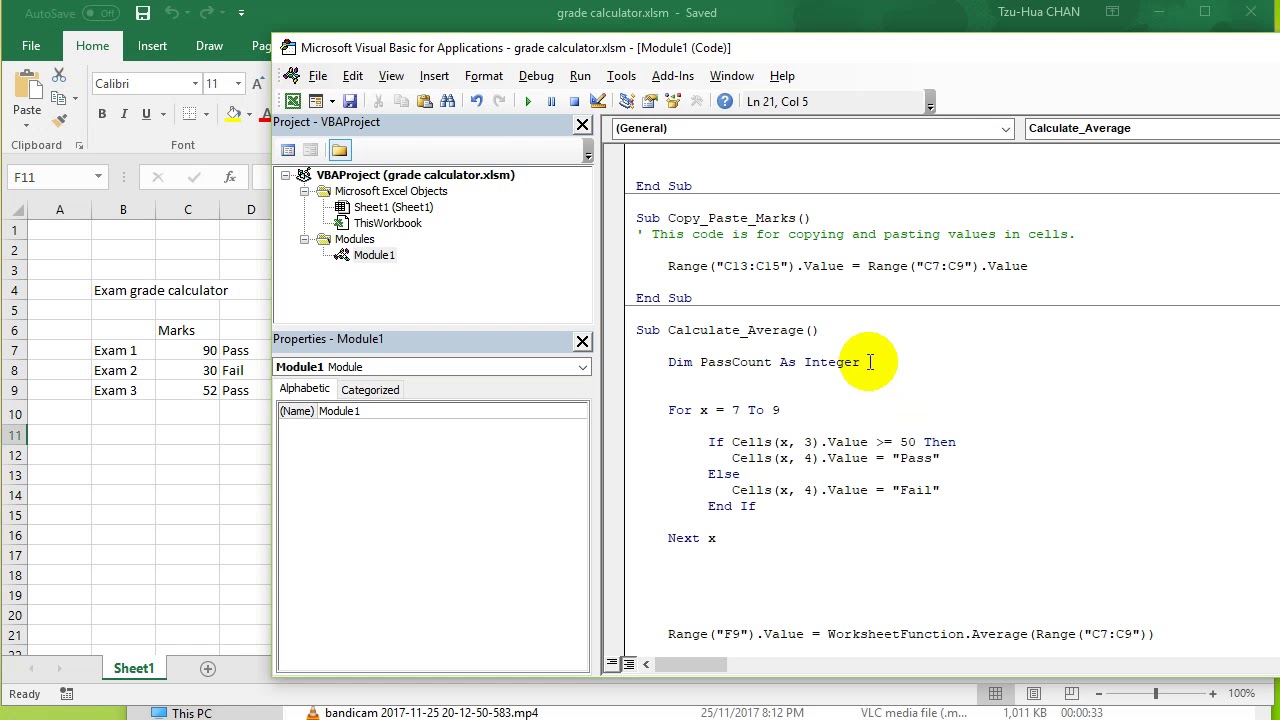 AutoSave Off
grade calculator.xlsm - Saved
Tzu-Hua CHAN
File
Home
Insert
Draw
Calibri
11
A
Paste
B I U
A
Clipboard
Font
F11
fx
A B C D
1
2
3
4 Exam grade calculator
5
6 Marks
7 Exam 1 90 Pass
8 Exam 2 30 Fail
9 Exam 3 52 Pass
10
11
12
13
14
15
16
17
18
19
20
21
Sheet1
Ready
Microsoft Visual Basic for Applications - grade calculator.xlsm - [Module1 (Code)]
File Edit View Insert Format Debug Run Tools Add-Ins Window Help
Ln 21, Col 5
Project - VBAProject
VBAProject (grade calculator.xlsm)
Microsoft Excel Objects
Sheet1 (Sheet1)
ThisWorkbook
Modules
Module1
Properties - Module1
Module1 Module
Alphabetic Categorized
(Name) Module1
(General)
Calculate_Average
End Sub
Sub Copy_Paste_Marks()
' This code is for copying and pasting values in cells.
Range("C13:C15").Value = Range("C7:C9").Value
End Sub
Sub Calculate_Average()
Dim PassCount As Integer
For x = 7 To 9
If Cells(x, 3).Value >= 50 Then
Cells(x, 4).Value = "Pass"
Else
Cells(x, 4).Value = "Fail"
End If
Next x
Range("F9").Value = WorksheetFunction.Average(Range("C7:C9"))
100%
This PC
bandicam 2017-11-25 20-12-50-583.mp4
25/11/2017 8:12 PM
VLC media file (.m...
1,011 KB
00:00:33